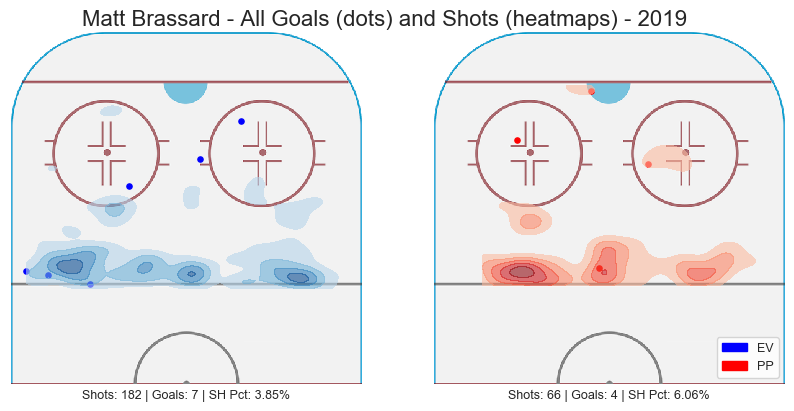 Matt Brassard - All Goals (dots) and Shots (heatmaps) - 2019
EV
PP
Shots: 182 | Goals: 7 | SH Pct: 3.85%
Shots: 66 | Goals: 4 | SH Pct: 6.06%